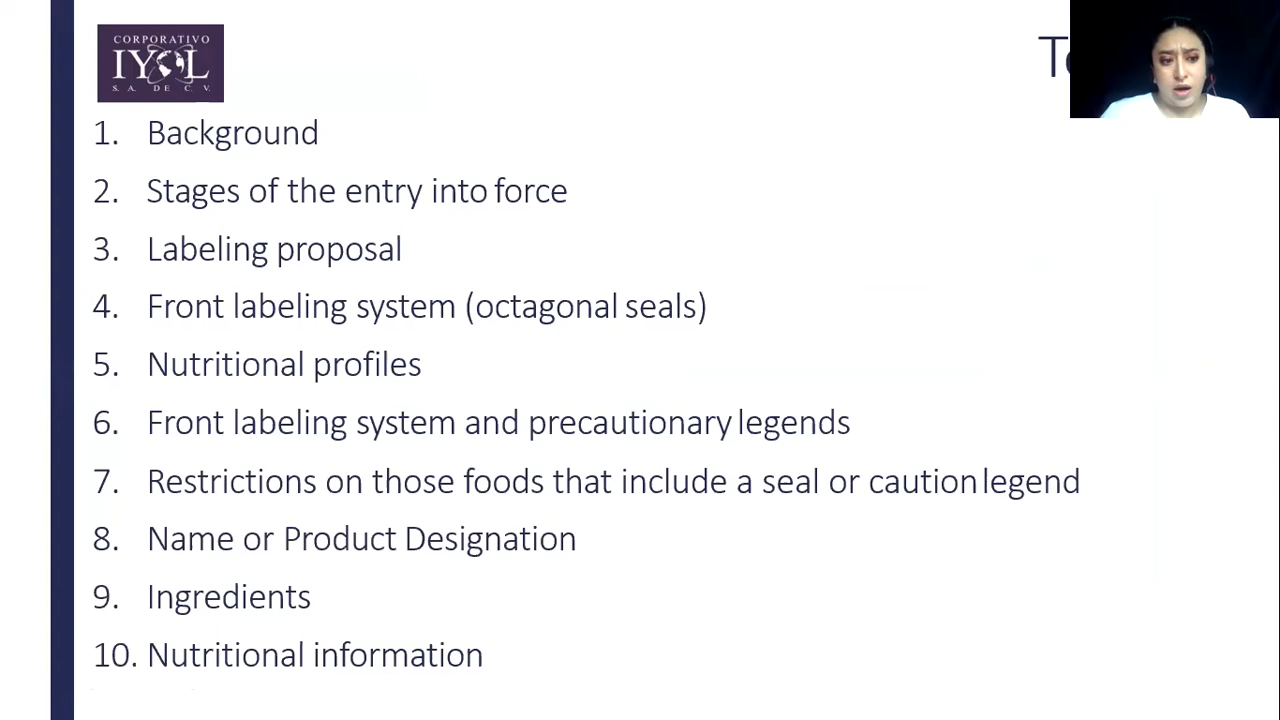 CORPORATIVO
IYOL
S. A. DE C. V.
1. Background
2. Stages of the entry into force
3. Labeling proposal
4. Front labeling system (octagonal seals)
5. Nutritional profiles
6. Front labeling system and precautionary legends
7. Restrictions on those foods that include a seal or caution legend
8. Name or Product Designation
9. Ingredients
10. Nutritional information